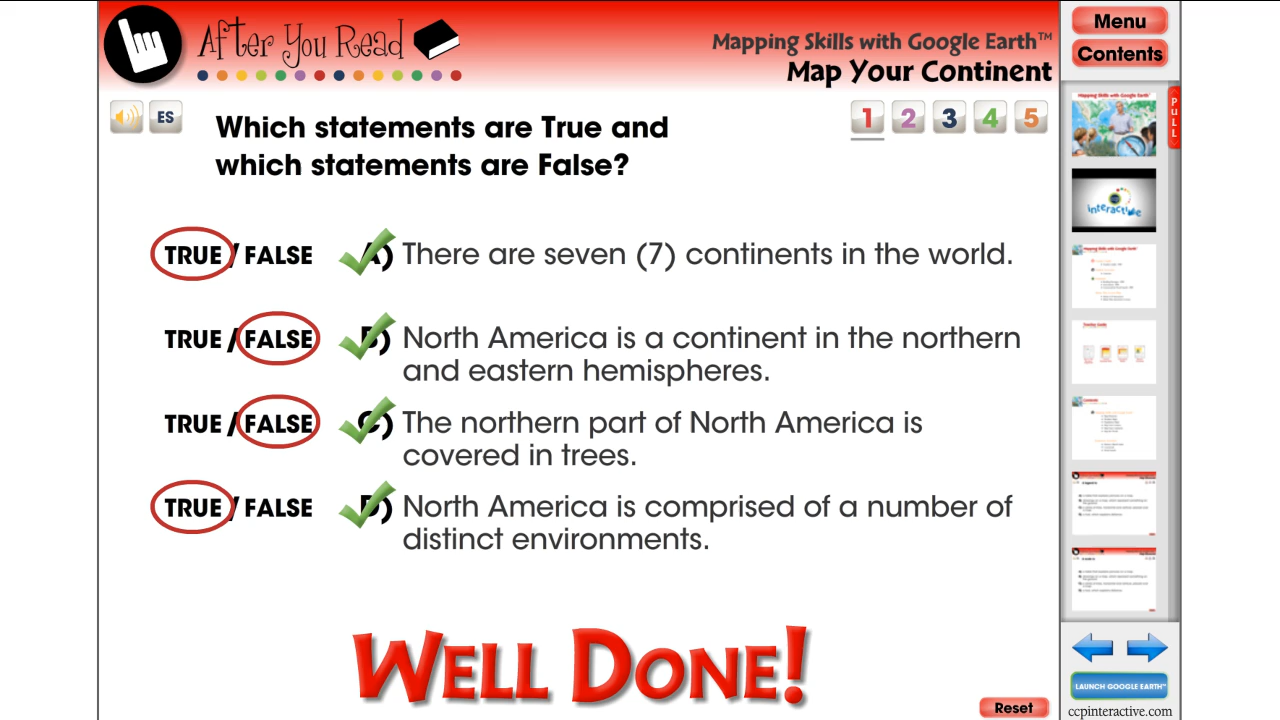 After You Read
Mapping Skills with Google Earth™
Map Your Continent
Menu
Contents
PULL
ES
Which statements are True and
which statements are False?
1 2 3 4 5
TRUE / FALSE A) There are seven (7) continents in the world.
TRUE / FALSE B) North America is a continent in the northern
and eastern hemispheres.
TRUE / FALSE C) The northern part of North America is
covered in trees.
TRUE / FALSE D) North America is comprised of a number of
distinct environments.
WELL DONE!
Reset
interactive
LAUNCH GOOGLE EARTH™
ccpinteractive.com